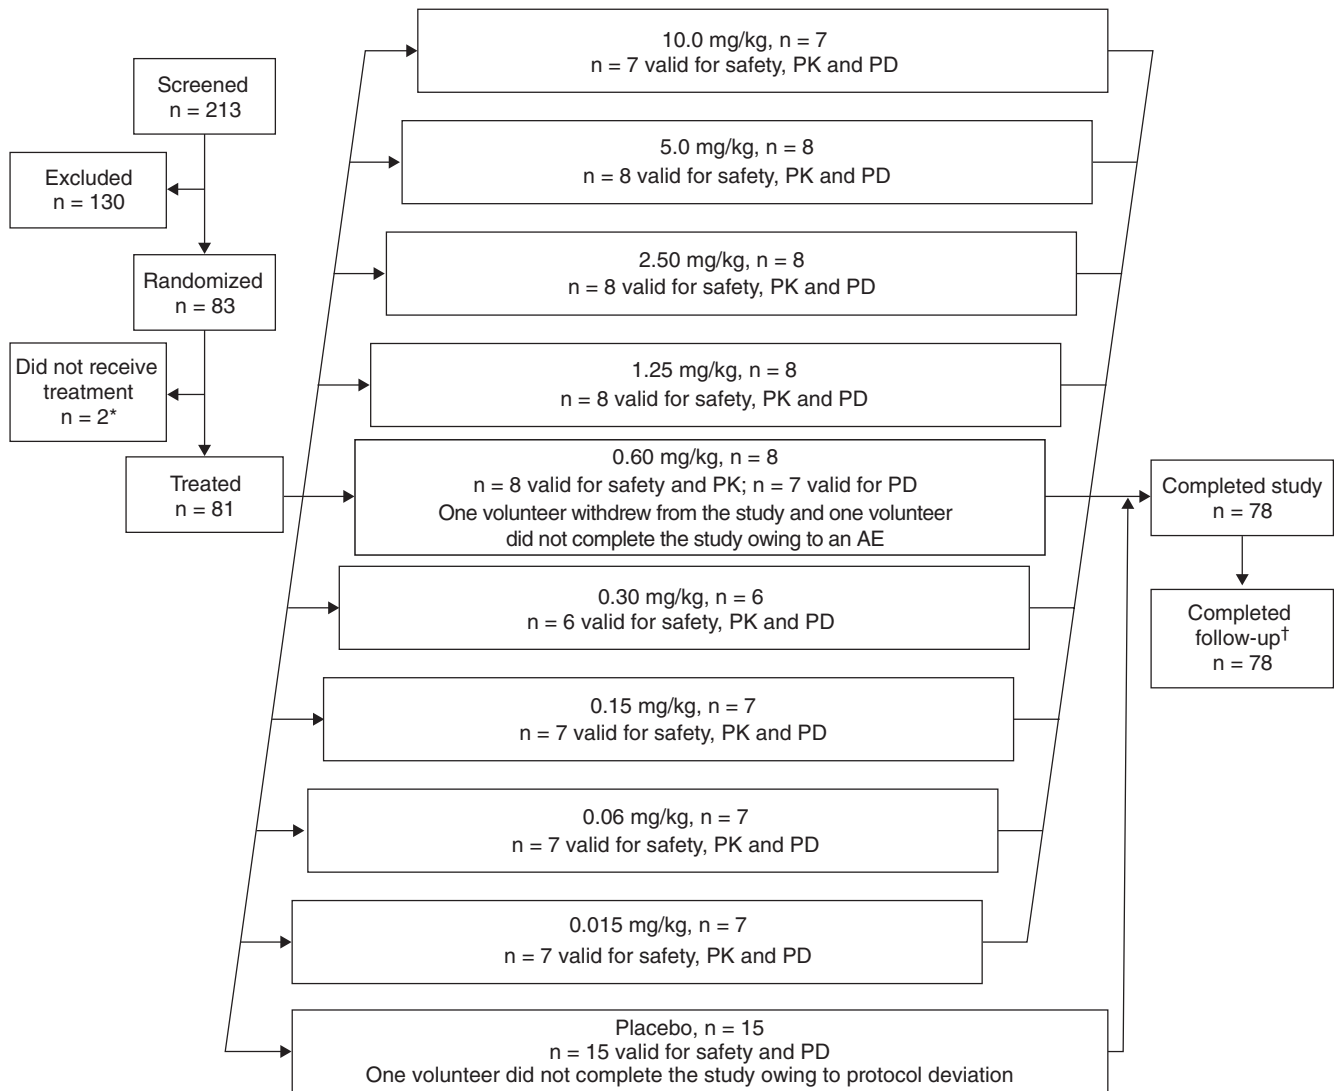 Screened
n = 213
Excluded
n = 130
Randomized
n = 83
Did not receive
treatment
n = 2*
Treated
n = 81
10.0 mg/kg, n = 7
n = 7 valid for safety, PK and PD
5.0 mg/kg, n = 8
n = 8 valid for safety, PK and PD
2.50 mg/kg, n = 8
n = 8 valid for safety, PK and PD
1.25 mg/kg, n = 8
n = 8 valid for safety, PK and PD
0.60 mg/kg, n = 8
n = 8 valid for safety and PK; n = 7 valid for PD
One volunteer withdrew from the study and one volunteer
did not complete the study owing to an AE
0.30 mg/kg, n = 6
n = 6 valid for safety, PK and PD
0.15 mg/kg, n = 7
n = 7 valid for safety, PK and PD
0.06 mg/kg, n = 7
n = 7 valid for safety, PK and PD
0.015 mg/kg, n = 7
n = 7 valid for safety, PK and PD
Placebo, n = 15
n = 15 valid for safety and PD
One volunteer did not complete the study owing to protocol deviation
Completed study
n = 78
Completed
follow-up†
n = 78